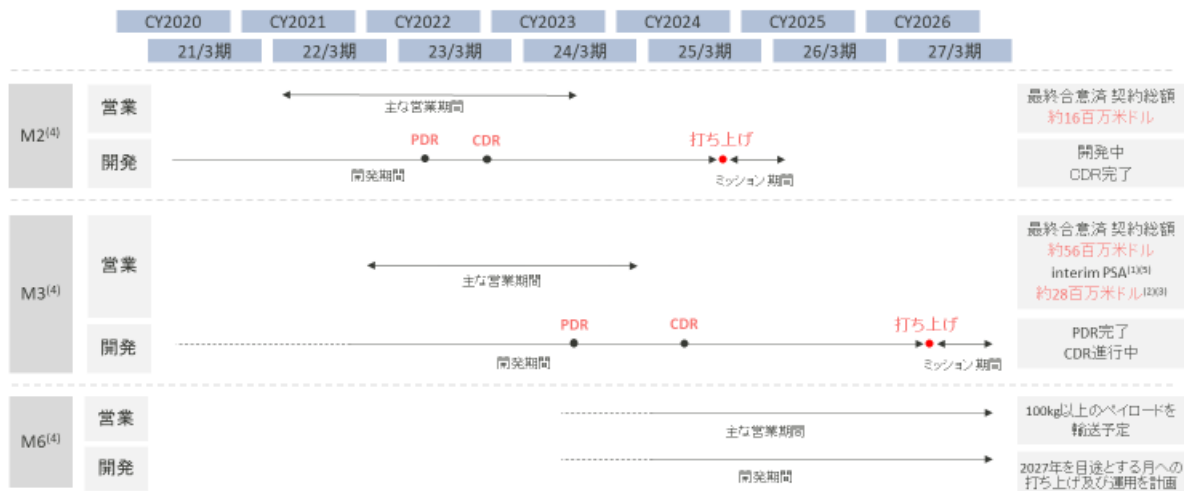 CY2020 CY2021 CY2022 CY2023 CY2024 CY2025 CY2026
21/3期 22/3期 23/3期 24/3期 25/3期 26/3期 27/3期
M2(4)
営業
主な営業期間
最終合意済 契約総額
約16百万米ドル
開発
PDR CDR 打ち上げ
開発期間
ミッション期間
開発中
CDR完了
M3(4)
営業
主な営業期間
最終合意済 契約総額
約56百万米ドル
interim PSA(1)(5)
約28百万米ドル(2)(3)
開発
PDR CDR 打ち上げ
開発期間
ミッション期間
PDR完了
CDR進行中
M6(4)
営業
主な営業期間
100kg以上のペイロードを
輸送予定
開発
開発期間
2027年を目途とする月への
打ち上げ及び運用を計画